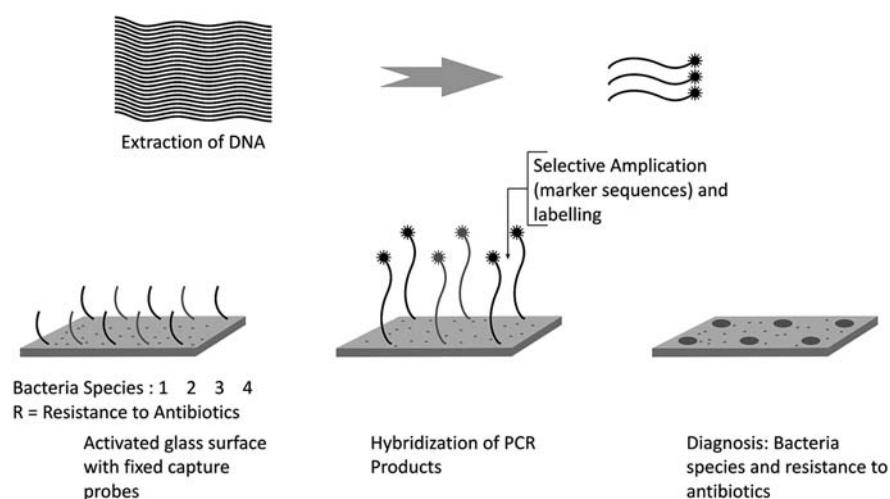 Extraction of DNA
Selective Amplication
(marker sequences) and
labelling
Bacteria Species : 1 2 3 4
R = Resistance to Antibiotics
Activated glass surface
with fixed capture
probes
Hybridization of PCR
Products
Diagnosis: Bacteria
species and resistance to
antibiotics